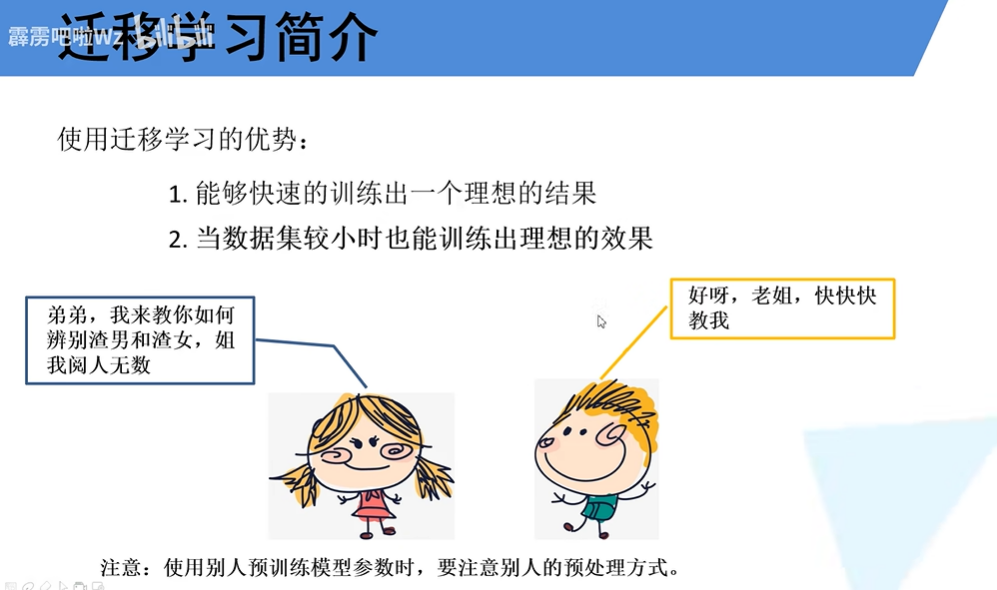 迁移学习简介
霹雳吧啦Wz bilibili
使用迁移学习的优势：
1. 能够快速的训练出一个理想的结果
2. 当数据集较小时也能训练出理想的效果
弟弟，我来教你如何
辨别渣男和渣女，姐
我阅人无数
好呀，老姐，快快快
教我
注意：使用别人预训练模型参数时，要注意别人的预处理方式。